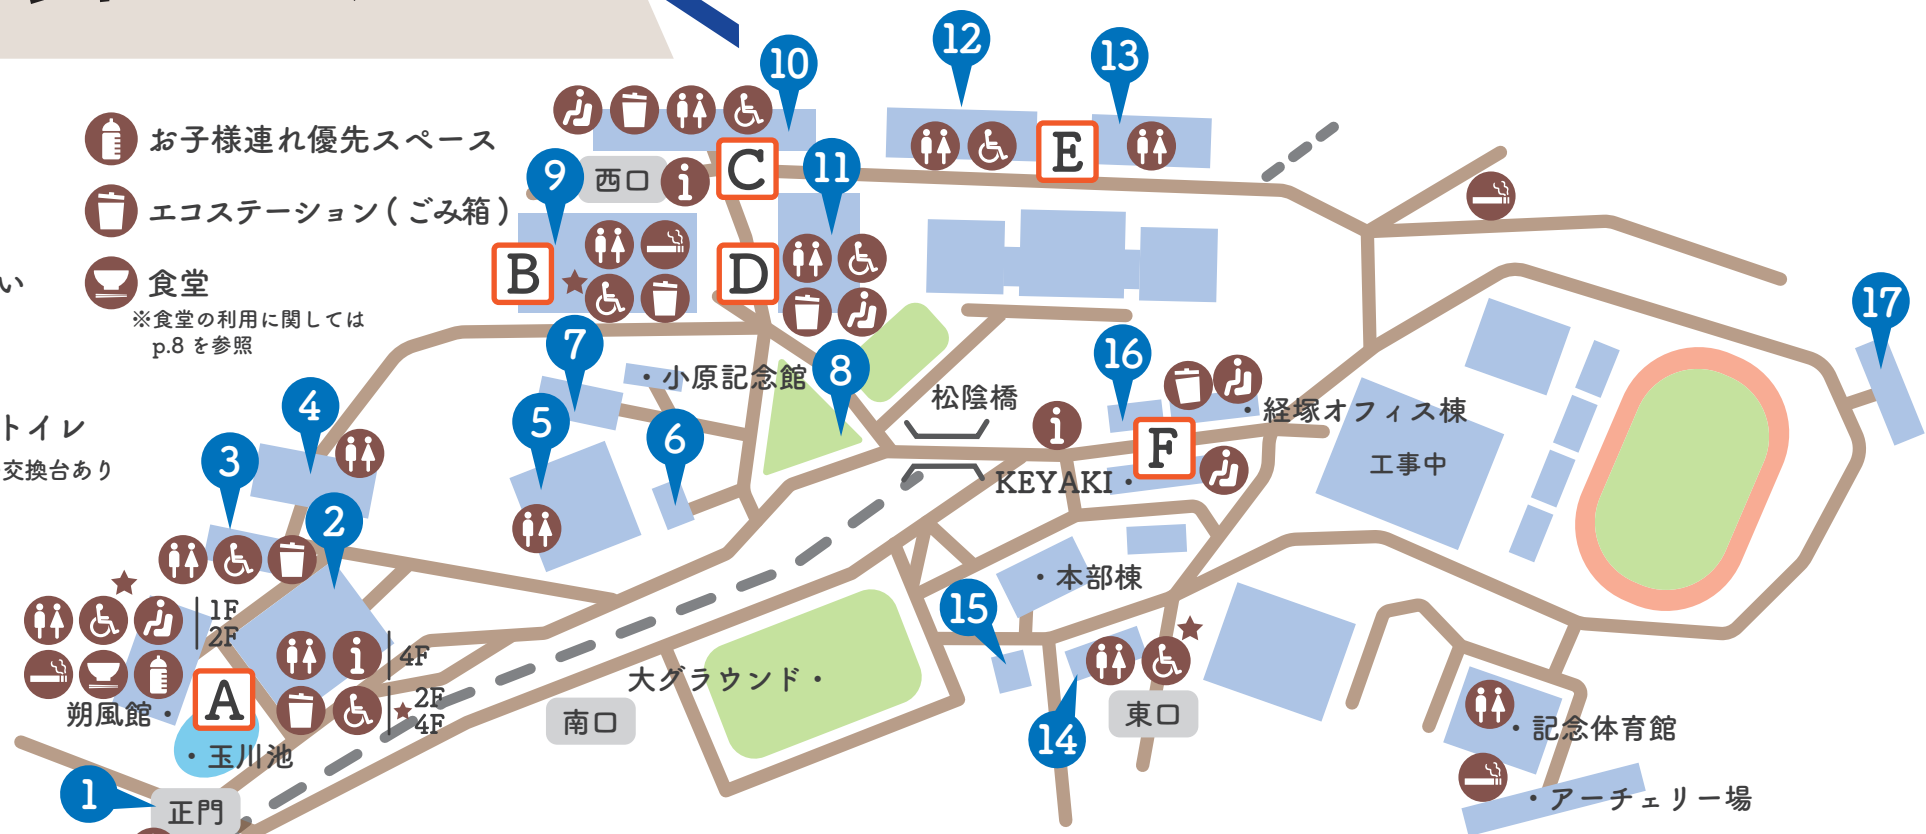 お子様連れ優先スペース
エコステーション(ごみ箱)
食堂
※食堂の利用に関しては
p.8 を参照
い
トイレ
交換台あり
10
12
13
C
E
11
9
西口
i
B
D
17
7
・小原記念館
8
16
松陰橋
・経塚オフィス棟
4
5
6
i
F
KEYAKI・
工事中
3
2
・本部棟
15
1F
2F
i
4F
2F
4F
A
朔風館・
・玉川池
大グラウンド・
南口
14
東口
・記念体育館
・アーチェリー場
1
正門